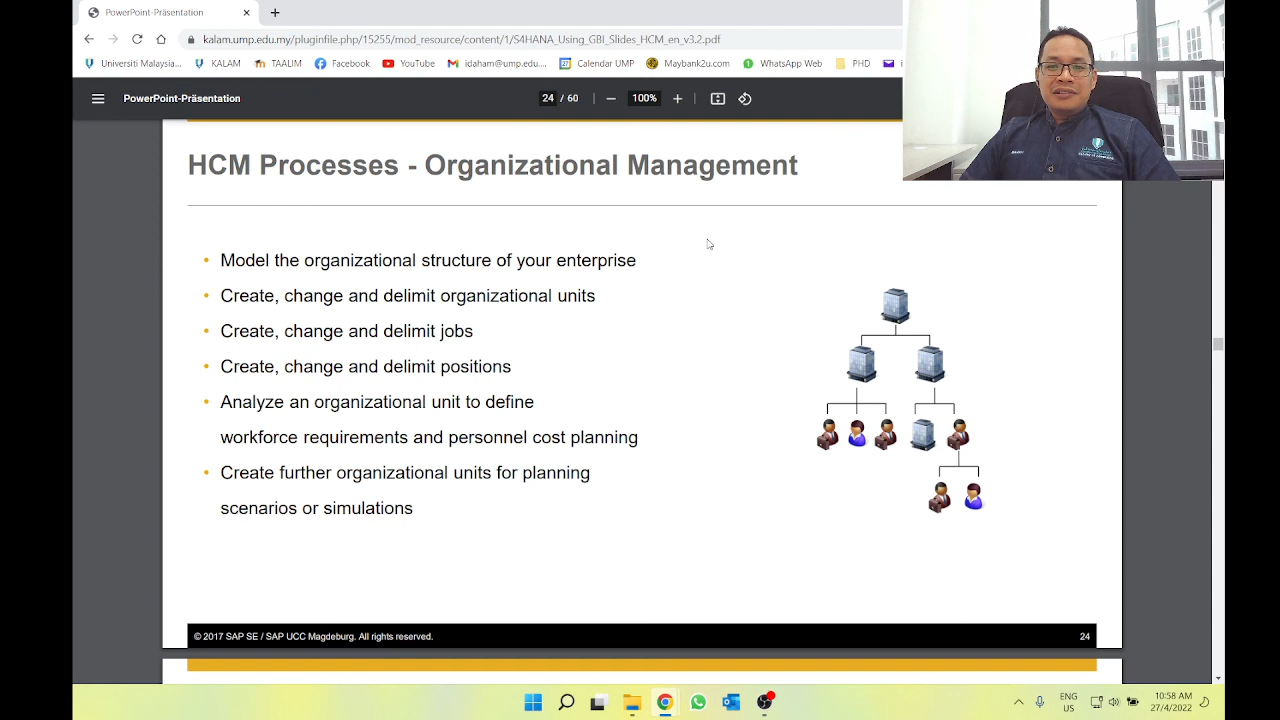 PowerPoint-Präsentation
kalam.ump.edu.my/pluginfile.php/95255/mod_resource/content/1/S4HANA_Using_GBI_Slides_HCM_en_v3.2.pdf
Universiti Malaysia... KALAM TAALIM Facebook YouTube Calendar UMP Maybank2u.com WhatsApp Web PHD
PowerPoint-Präsentation 24 / 60 100%
HCM Processes - Organizational Management
• Model the organizational structure of your enterprise
• Create, change and delimit organizational units
• Create, change and delimit jobs
• Create, change and delimit positions
• Analyze an organizational unit to define
workforce requirements and personnel cost planning
• Create further organizational units for planning
scenarios or simulations
© 2017 SAP SE / SAP UCC Magdeburg. All rights reserved. 24
ENG 10:58 AM
US 27/4/2022